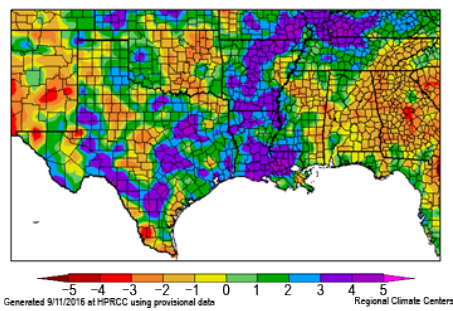 -5 -4 -3 -2 -1 0 1 2 3 4 5
Generated 9/11/2016 at HPRCC using provisional data
Regional Climate Centers